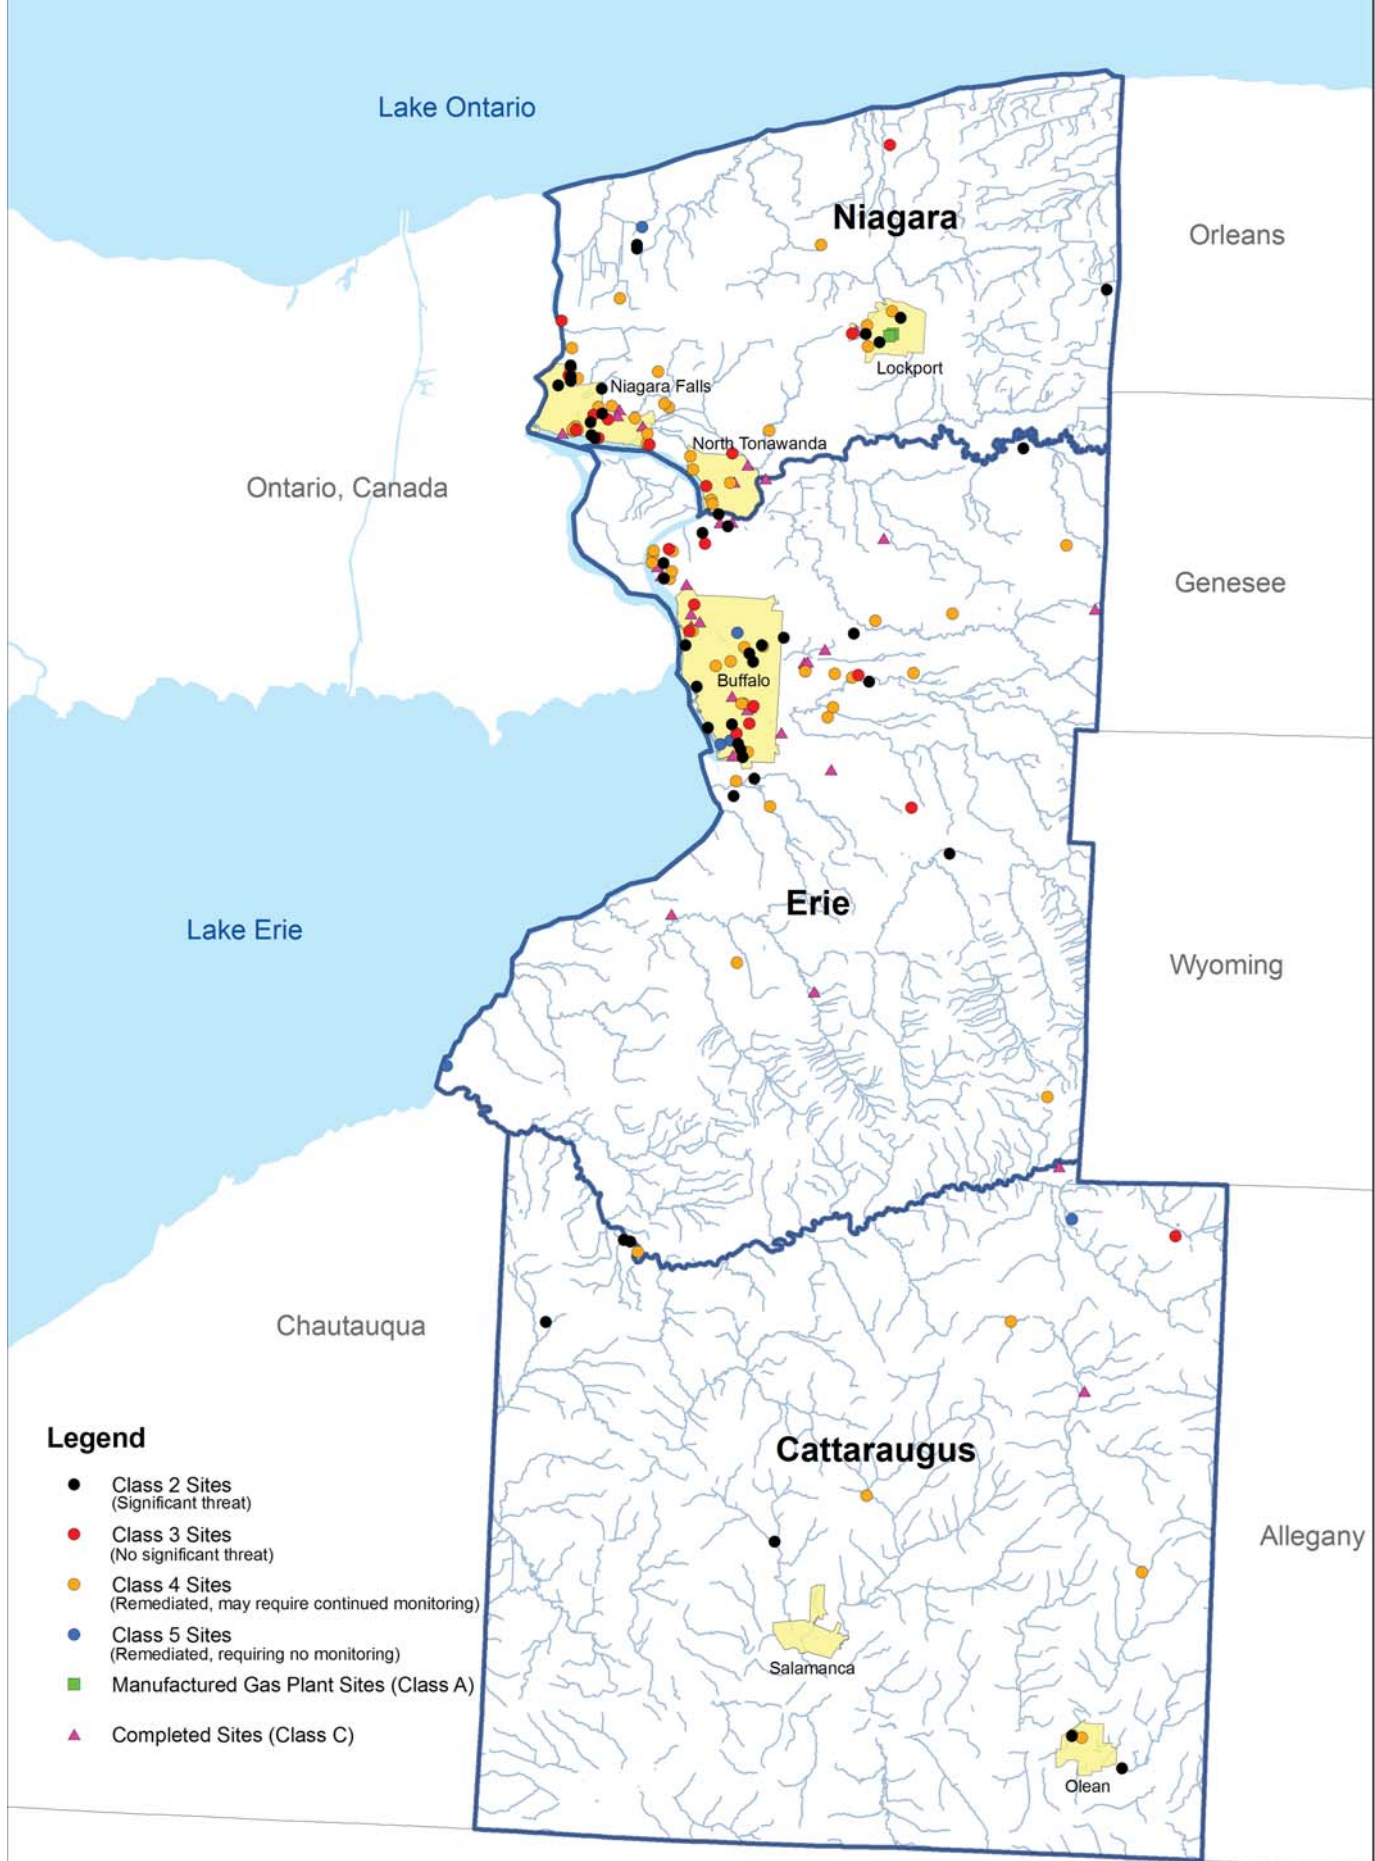 Lake Ontario
Niagara
Orleans
Lockport
Niagara Falls
North Tonawanda
Ontario, Canada
Genesee
Buffalo
Erie
Lake Erie
Wyoming
Chautauqua
Legend
Class 2 Sites
(Significant threat)
Class 3 Sites
(No significant threat)
Class 4 Sites
(Remediated, may require continued monitoring)
Class 5 Sites
(Remediated, requiring no monitoring)
Manufactured Gas Plant Sites (Class A)
Completed Sites (Class C)
Cattaraugus
Allegany
Salamanca
Olean